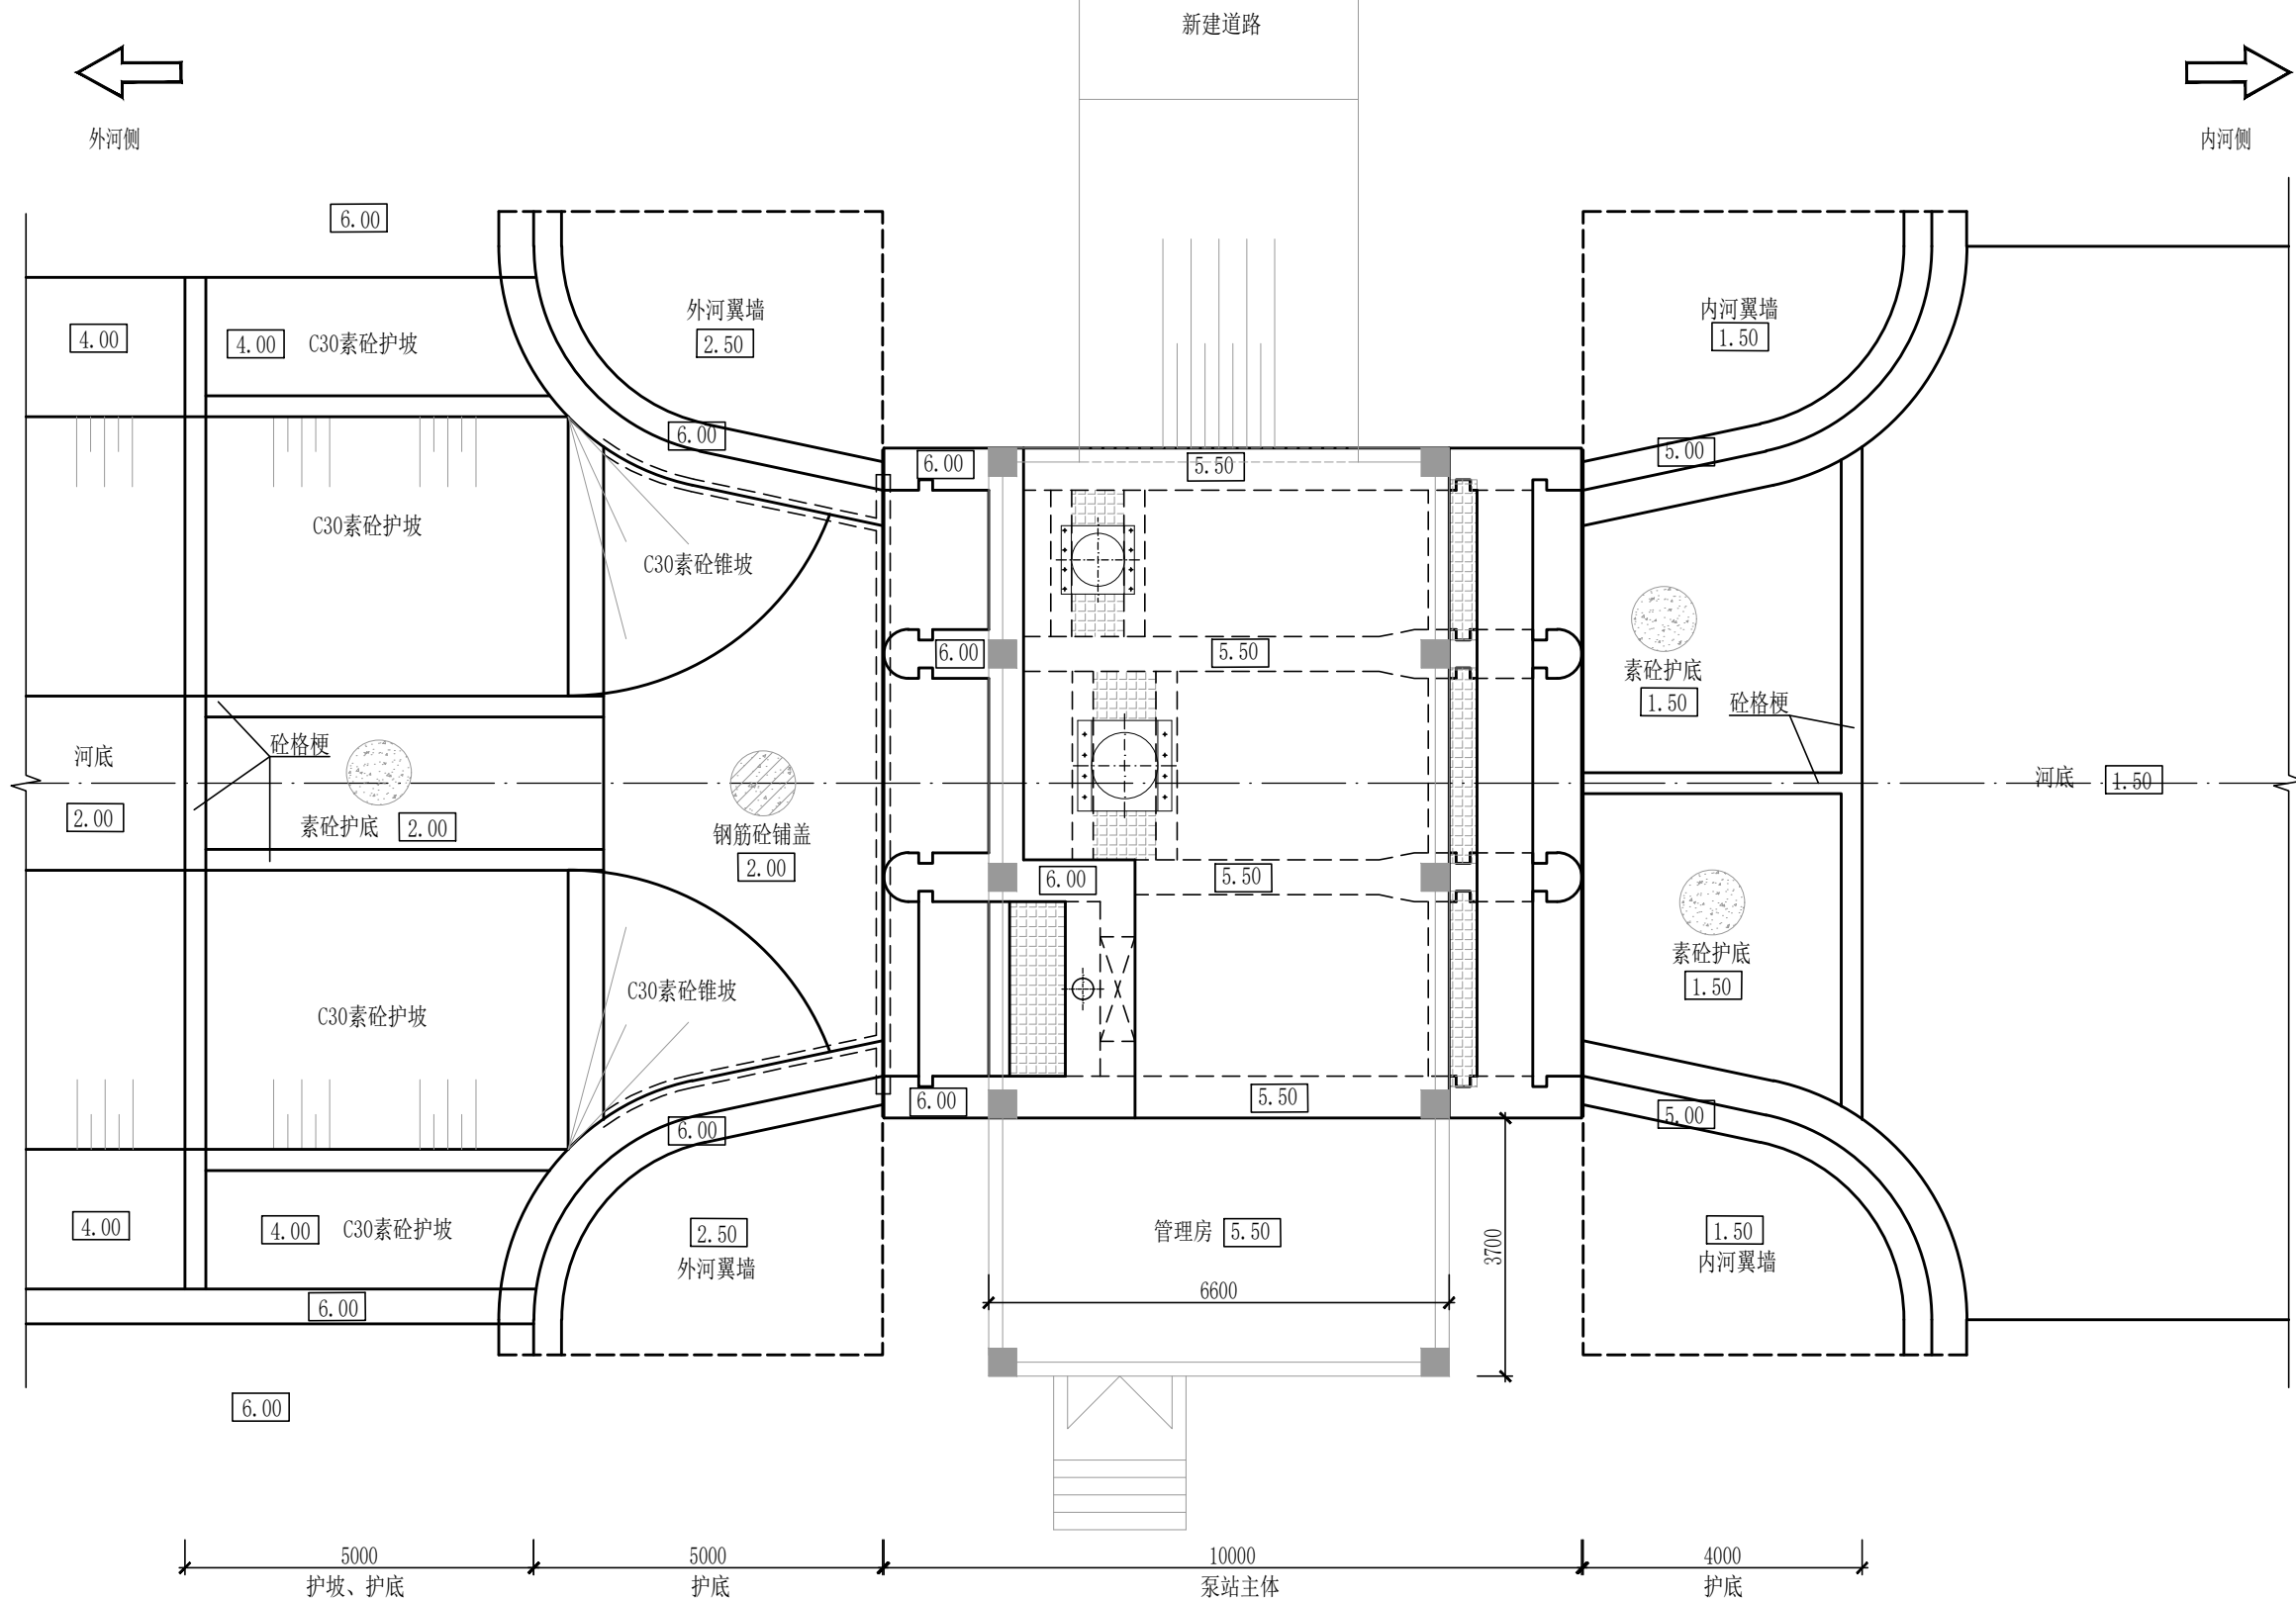 新建道路
外河侧
内河侧
6.00
4.00
4.00
C30素砼护坡
外河翼墙
2.50
内河翼墙
1.50
6.00
6.00
5.50
5.00
C30素砼护坡
C30素砼锥坡
6.00
5.50
素砼护底
1.50
砼格梗
河底
2.00
砼格梗
素砼护底
2.00
钢筋砼铺盖
2.00
河底
1.50
6.00
5.50
素砼护底
1.50
C30素砼护坡
C30素砼锥坡
6.00
6.00
5.50
5.00
4.00
4.00
C30素砼护坡
2.50
外河翼墙
管理房
5.50
3700
1.50
内河翼墙
6.00
6600
6.00
5000
护坡、护底
5000
护底
10000
泵站主体
4000
护底